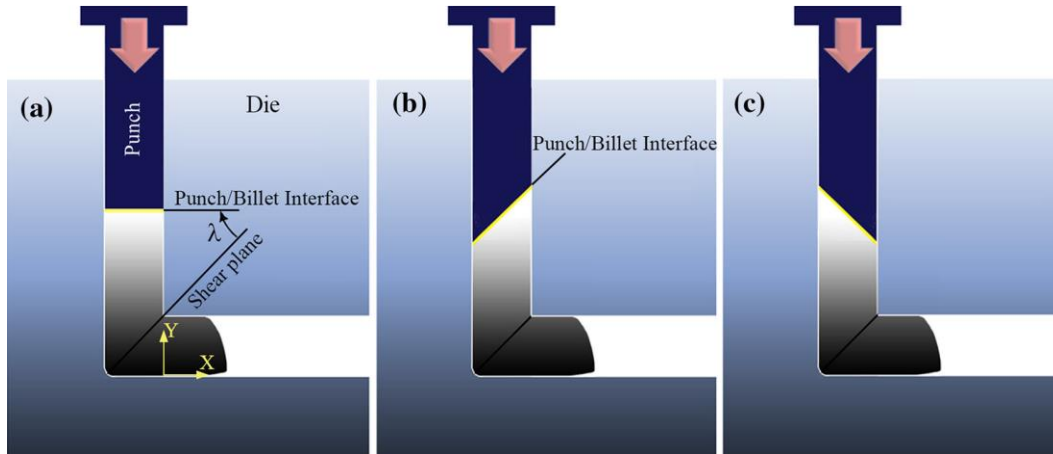 (a)
Punch
Die
Punch/Billet Interface
λ
Shear plane
Y
X
(b)
Punch/Billet Interface
(c)